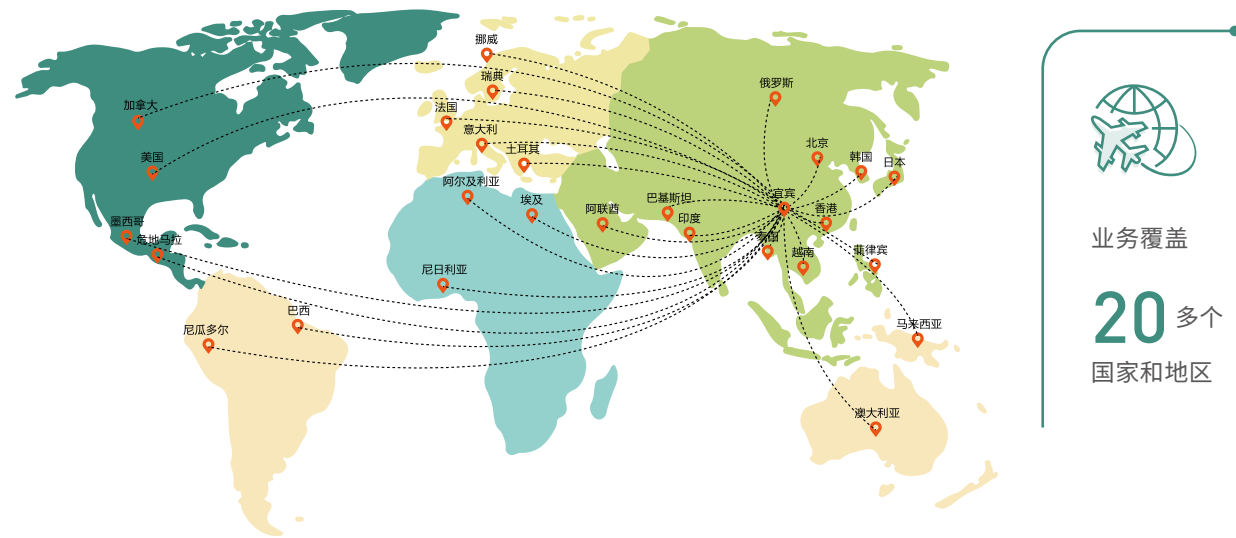 挪威
瑞典
俄罗斯
加拿大
法国
意大利
土耳其
北京
美国
韩国
日本
阿尔及利亚
埃及
巴基斯坦
宜宾
阿联酋
印度
香港
墨西哥
危地马拉
泰国
越南
菲律宾
尼日利亚
巴西
尼瓜多尔
马来西亚
澳大利亚
业务覆盖
20 多个
国家和地区